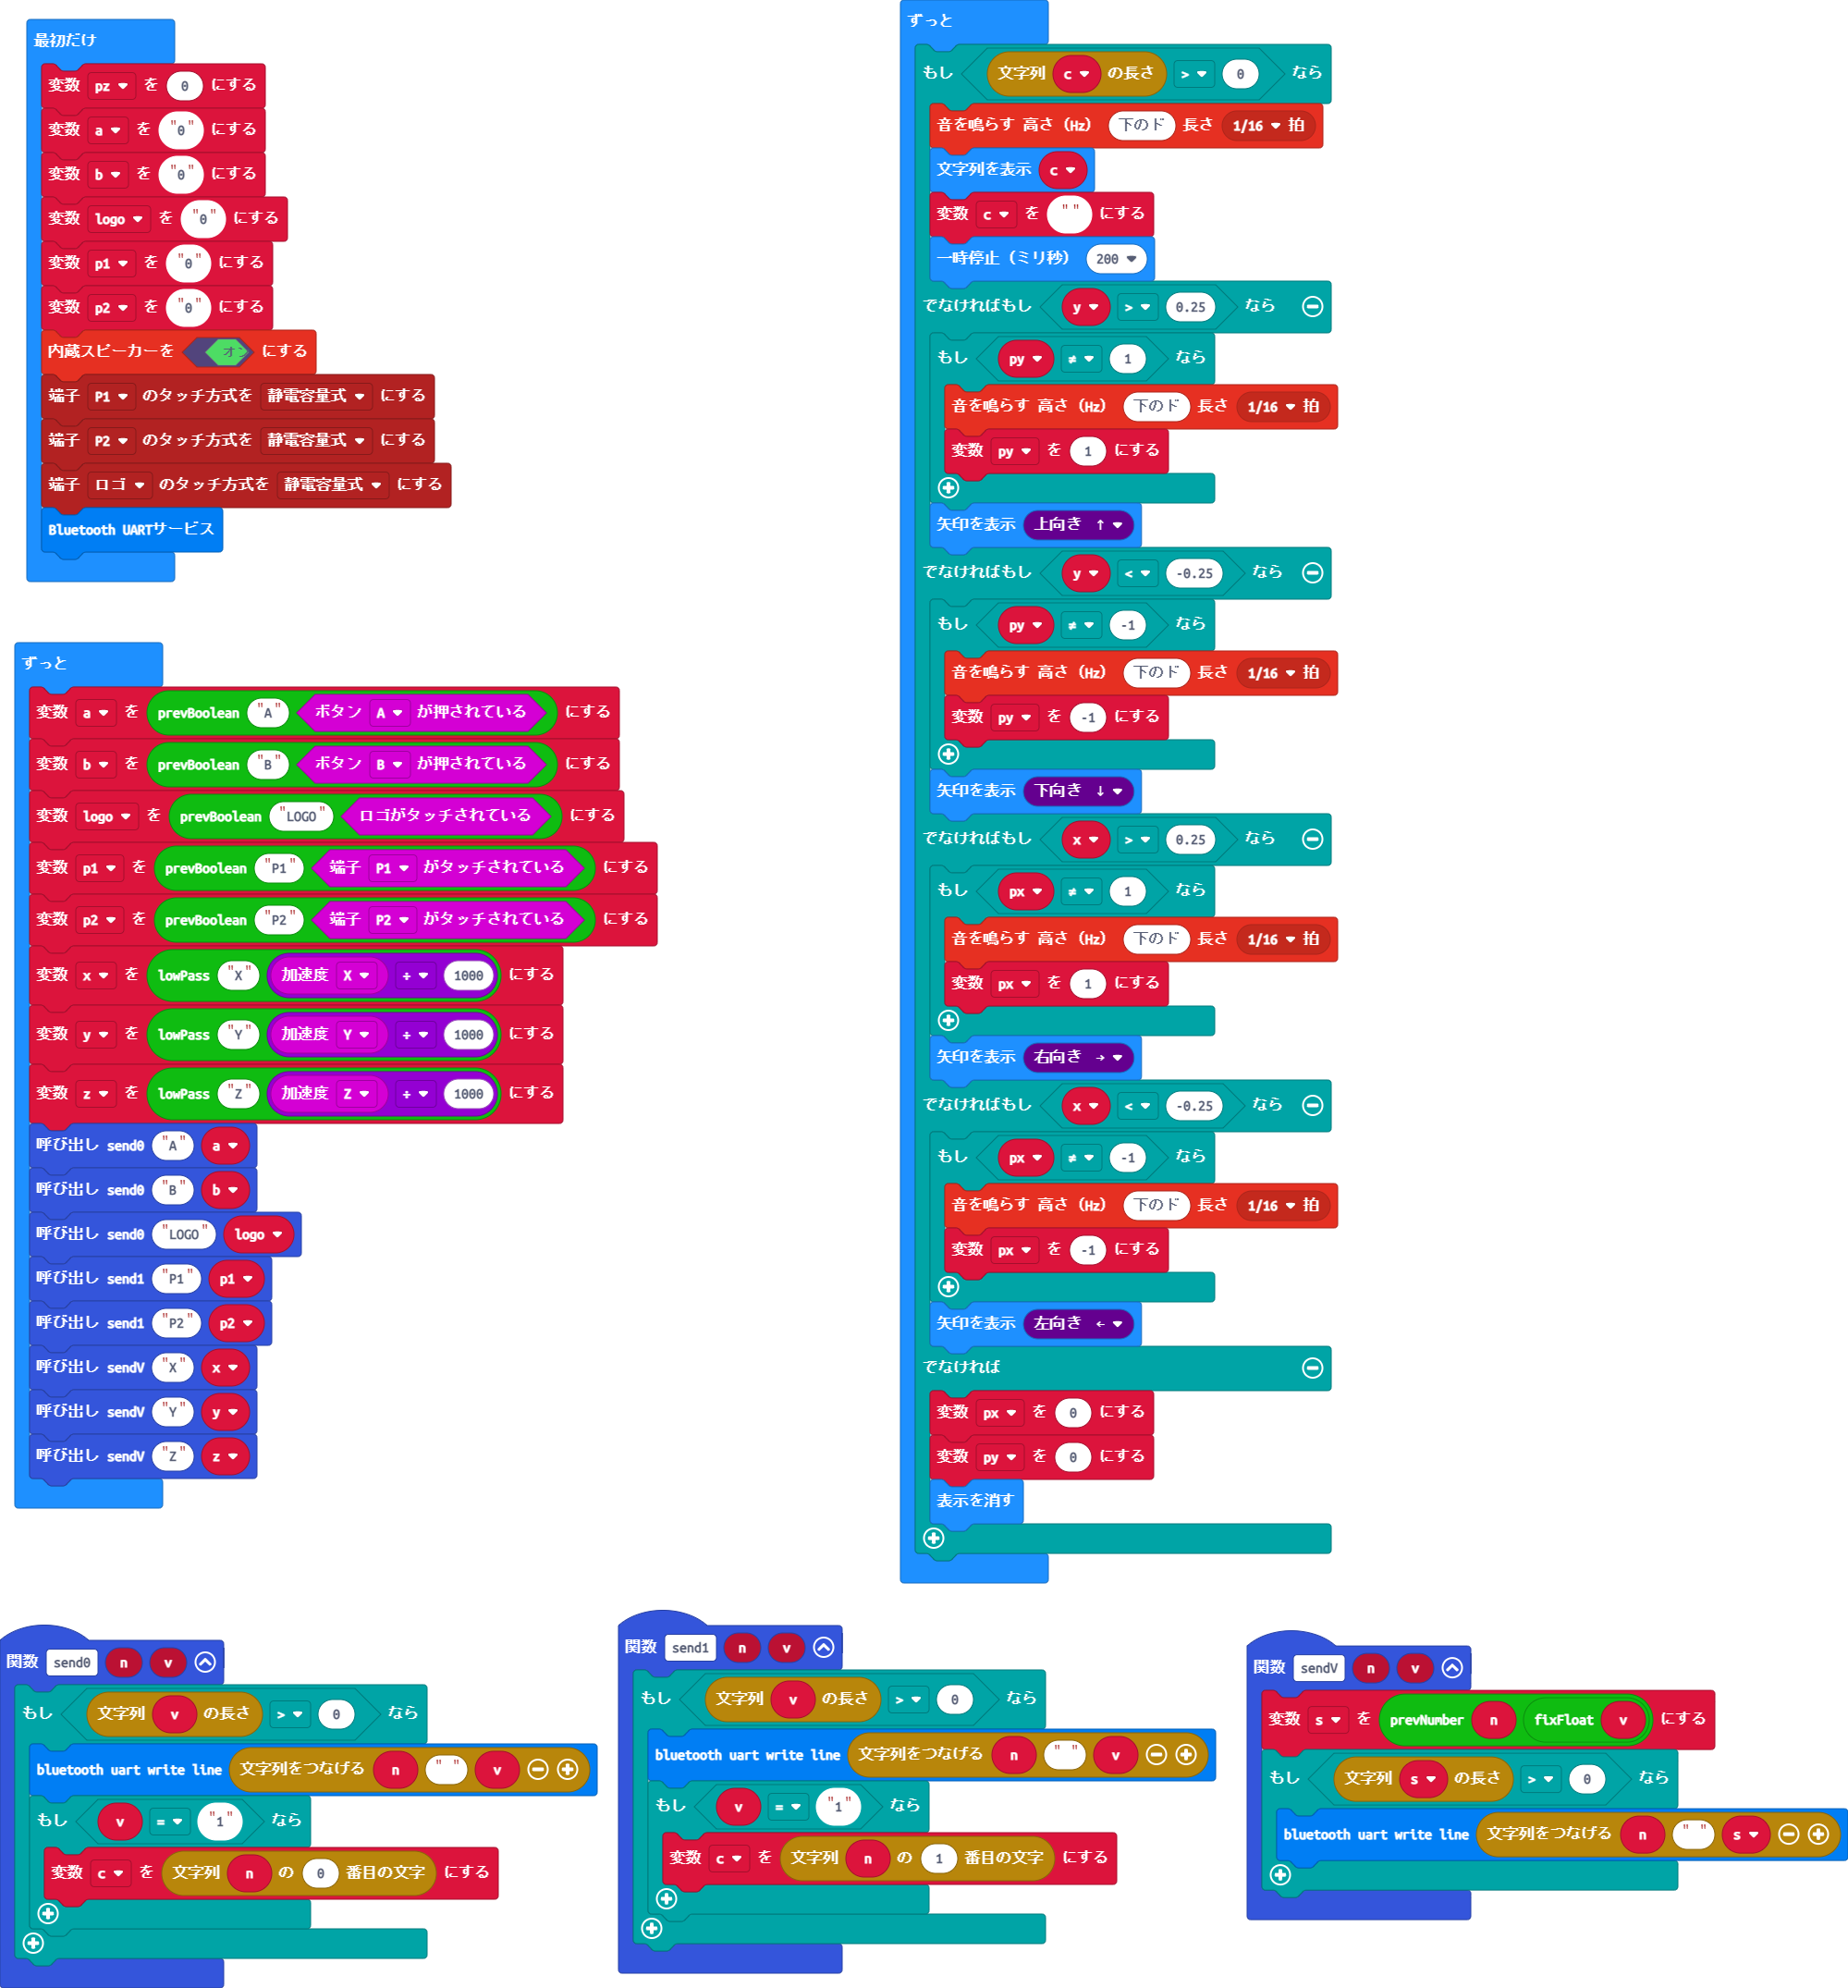 最初だけ
変数 pz を 0 にする
変数 a を "0" にする
変数 b を "0" にする
変数 logo を "0" にする
変数 p1 を "0" にする
変数 p2 を "0" にする
内蔵スピーカーを オン にする
端子 P1 のタッチ方式を 静電容量式 にする
端子 P2 のタッチ方式を 静電容量式 にする
端子 ロゴ のタッチ方式を 静電容量式 にする
Bluetooth UARTサービス
ずっと
変数 a を prevBoolean "A" ボタン A が押されている にする
変数 b を prevBoolean "B" ボタン B が押されている にする
変数 logo を prevBoolean "LOGO" ロゴがタッチされている にする
変数 p1 を prevBoolean "P1" 端子 P1 がタッチされている にする
変数 p2 を prevBoolean "P2" 端子 P2 がタッチされている にする
変数 x を lowPass "X" 加速度 X ÷ 1000 にする
変数 y を lowPass "Y" 加速度 Y ÷ 1000 にする
変数 z を lowPass "Z" 加速度 Z ÷ 1000 にする
呼び出し send0 "A" a
呼び出し send0 "B" b
呼び出し send0 "LOGO" logo
呼び出し send1 "P1" p1
呼び出し send1 "P2" p2
呼び出し sendV "X" x
呼び出し sendV "Y" y
呼び出し sendV "Z" z
ずっと
もし 文字列 c の長さ > 0 なら
音を鳴らす 高さ (Hz) 下のド 長さ 1/16 拍
文字列を表示 c
変数 c を "" にする
一時停止（ミリ秒） 200
でなければもし y > 0.25 なら
もし py ≠ 1 なら
音を鳴らす 高さ (Hz) 下のド 長さ 1/16 拍
変数 py を 1 にする
矢印を表示 上向き ↑
でなければもし y < -0.25 なら
もし py ≠ -1 なら
音を鳴らす 高さ (Hz) 下のド 長さ 1/16 拍
変数 py を -1 にする
矢印を表示 下向き ↓
でなければもし x > 0.25 なら
もし px ≠ 1 なら
音を鳴らす 高さ (Hz) 下のド 長さ 1/16 拍
変数 px を 1 にする
矢印を表示 右向き →
でなければもし x < -0.25 なら
もし px ≠ -1 なら
音を鳴らす 高さ (Hz) 下のド 長さ 1/16 拍
変数 px を -1 にする
矢印を表示 左向き ←
でなければ
変数 px を 0 にする
変数 py を 0 にする
表示を消す
関数 send0 n v
もし 文字列 v の長さ > 0 なら
bluetooth uart write line 文字列をつなげる n " " v
もし v = "1" なら
変数 c を 文字列 n の 0 番目の文字 にする
関数 send1 n v
もし 文字列 v の長さ > 0 なら
bluetooth uart write line 文字列をつなげる n " " v
もし v = "1" なら
変数 c を 文字列 n の 1 番目の文字 にする
関数 sendV n v
変数 s を prevNumber n fixFloat v にする
もし 文字列 s の長さ > 0 なら
bluetooth uart write line 文字列をつなげる n " " s